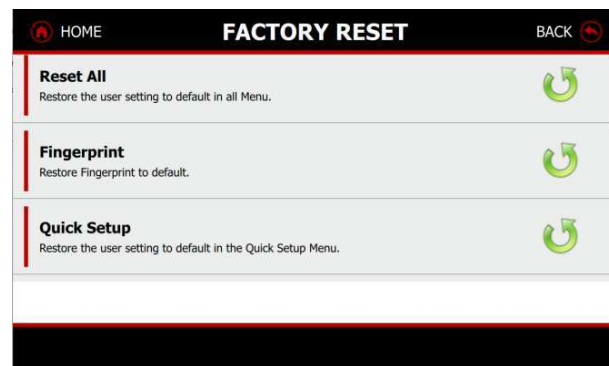 HOME FACTORY RESET BACK
Reset All
Restore the user setting to default in all Menu.
Fingerprint
Restore Fingerprint to default.
Quick Setup
Restore the user setting to default in the Quick Setup Menu.